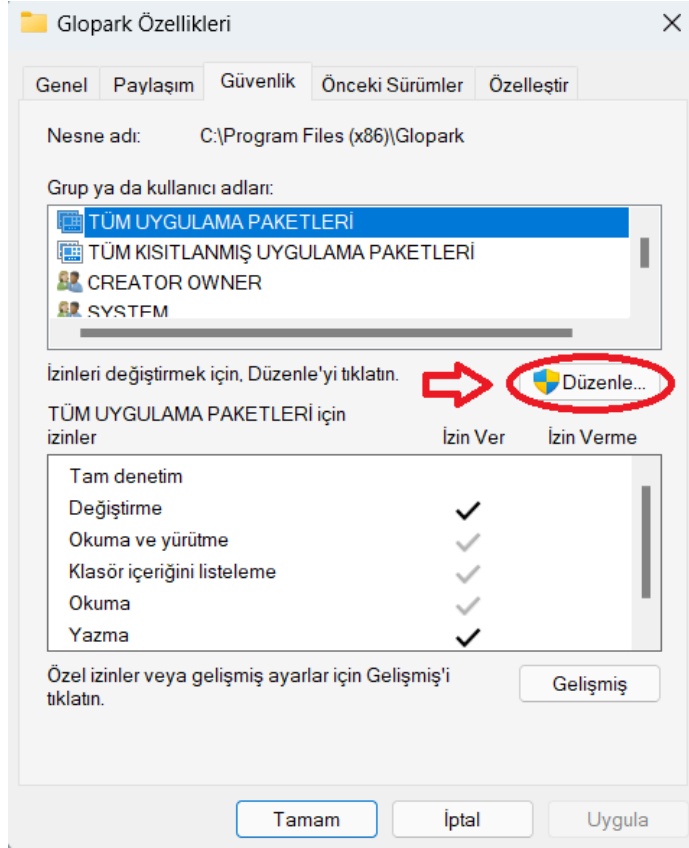 Glopark Özellikleri
Genel Paylaşım Güvenlik Önceki Sürümler Özelleştir
Nesne adı: C:\Program Files (x86)\Glopark
Grup ya da kullanıcı adları:
TÜM UYGULAMA PAKETLERİ
TÜM KISITLANMIŞ UYGULAMA PAKETLERİ
CREATOR OWNER
SYSTEM
İzinleri değiştirmek için, Düzenle'yi tıklatın.
Düzenle...
TÜM UYGULAMA PAKETLERİ için
izinler İzin Ver İzin Verme
Tam denetim
Değiştirme
Okuma ve yürütme
Klasör içeriğini listeleme
Okuma
Yazma
Özel izinler veya gelişmiş ayarlar için Gelişmiş'i
tıklatın.
Gelişmiş
Tamam İptal Uygula